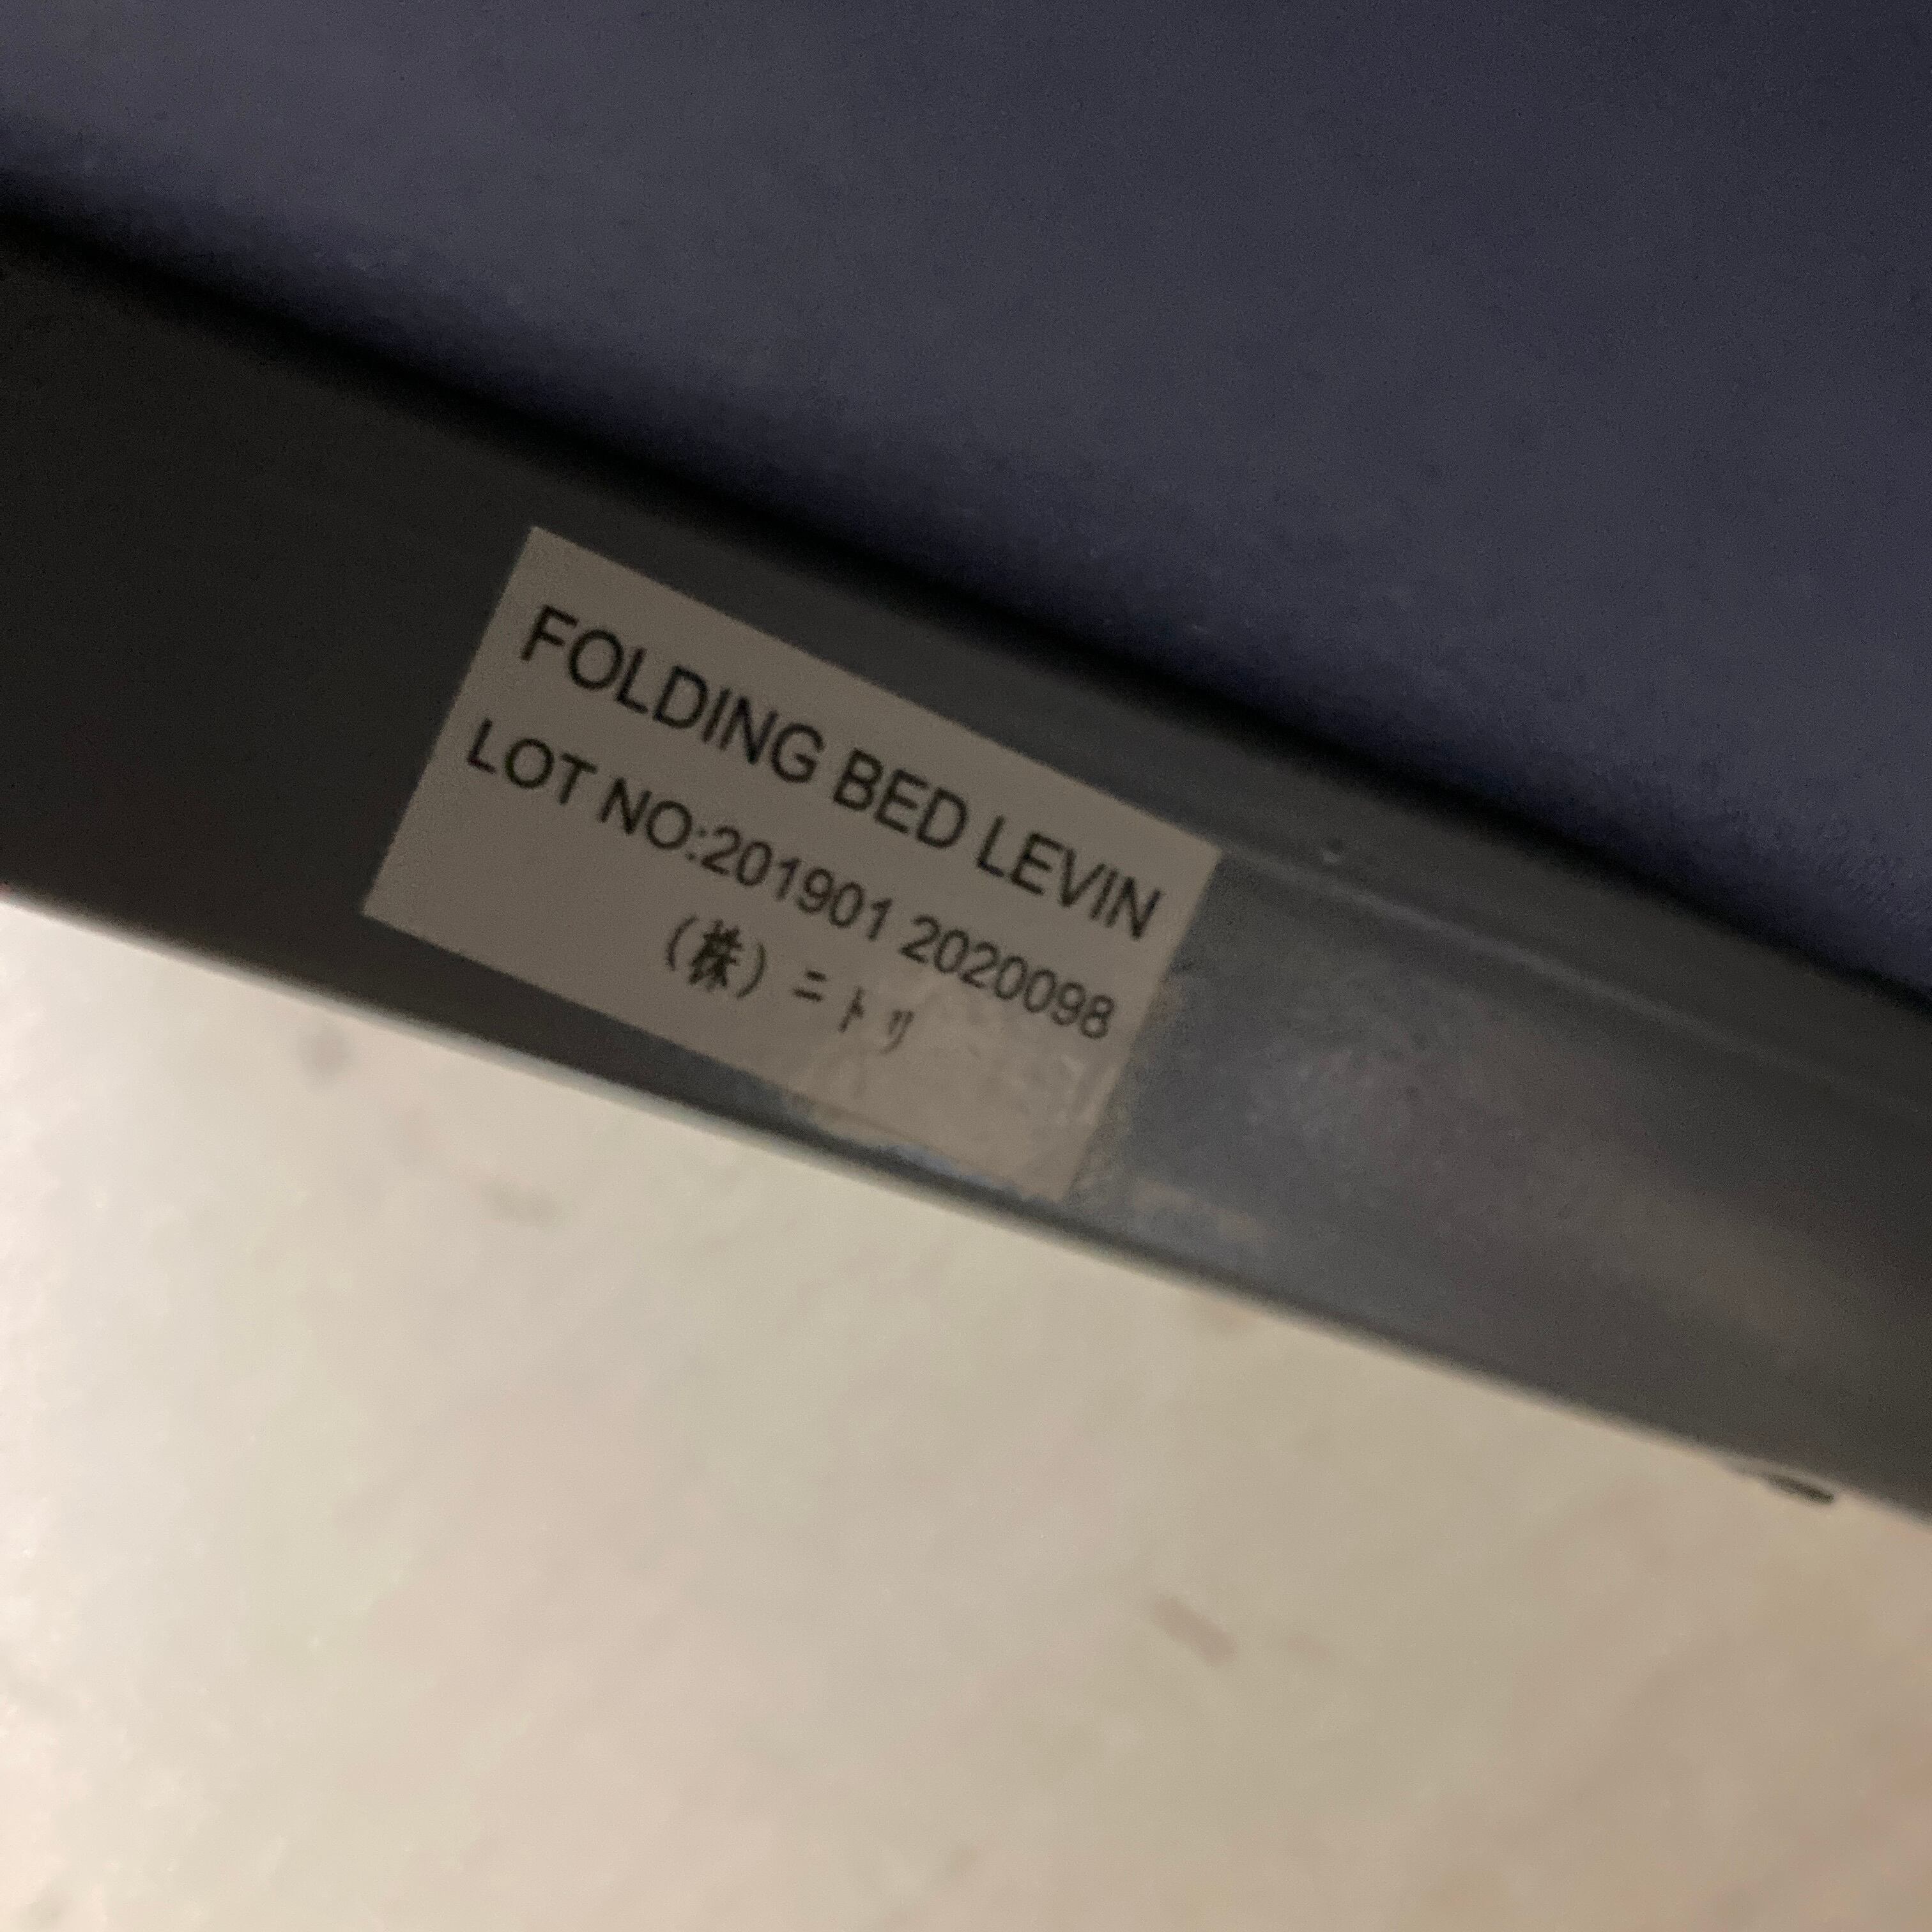 FOLDING BED LEVIN
LOT NO:201901 2020098
(株)ニトリ